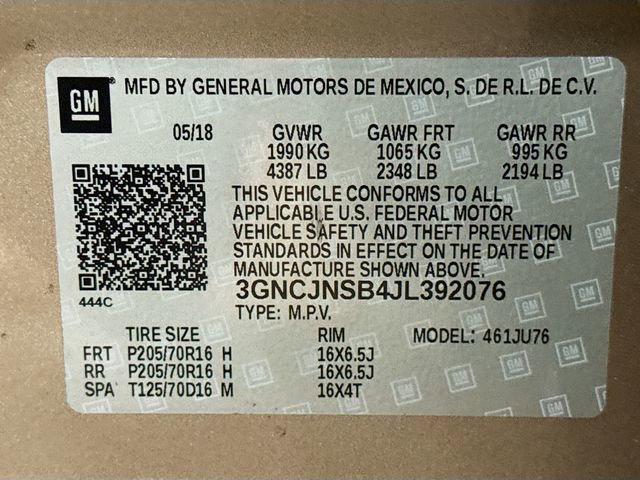 GM MFD BY GENERAL MOTORS DE MEXICO, S. DE R.L. DE C.V.
05/18 GVWR GAWR FRT GAWR RR
1990 KG 1065 KG 995 KG
4387 LB 2348 LB 2194 LB
THIS VEHICLE CONFORMS TO ALL
APPLICABLE U.S. FEDERAL MOTOR
VEHICLE SAFETY AND THEFT PREVENTION
STANDARDS IN EFFECT ON THE DATE OF
MANUFACTURE SHOWN ABOVE.
444C 3GNCJNSB4JL392076
TYPE: M.P.V.
TIRE SIZE RIM MODEL: 461JU76
FRT P205/70R16 H 16X6.5J
RR P205/70R16 H 16X6.5J
SPA T125/70D16 M 16X4T